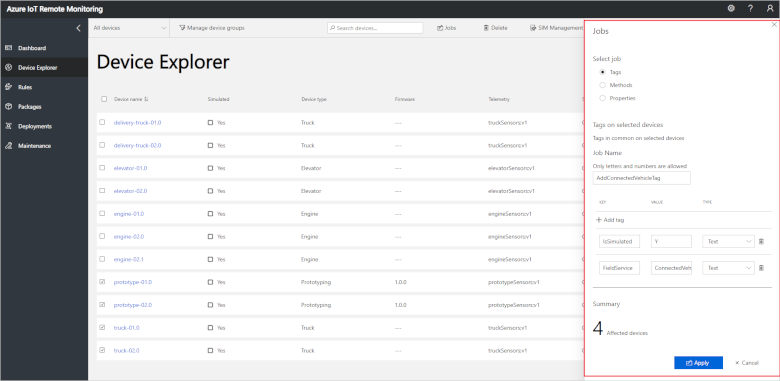 Azure IoT Remote Monitoring
Dashboard
Device Explorer
Rules
Packages
Deployments
Maintenance
All devices
Manage device groups
Search devices...
Jobs
Delete
SIM Management
Device Explorer
Device name Simulated Device type Firmware Telemetry
delivery-truck-01.0 Yes Truck --- truckSensors;v1
delivery-truck-02.0 Yes Truck --- truckSensors;v1
elevator-01.0 Yes Elevator --- elevatorSensors;v1
elevator-02.0 Yes Elevator --- elevatorSensors;v1
engine-01.0 Yes Engine --- engineSensors;v1
engine-02.0 Yes Engine --- engineSensors;v1
engine-02.1 Yes Engine --- engineSensors;v1
prototype-01.0 Yes Prototyping 1.0.0 prototypeSensors;v1
prototype-02.0 Yes Prototyping 1.0.0 prototypeSensors;v1
truck-01.0 Yes Truck --- truckSensors;v1
truck-02.0 Yes Truck --- truckSensors;v1
Jobs
Select job
Tags
Methods
Properties
Tags on selected devices
Tags in common on selected devices
Job Name
Only letters and numbers are allowed
AddConnectedVehicleTag
KEY VALUE TYPE
+ Add tag
IsSimulated Y Text
FieldService ConnectedVeh Text
Summary
4 Affected devices
Apply
Cancel